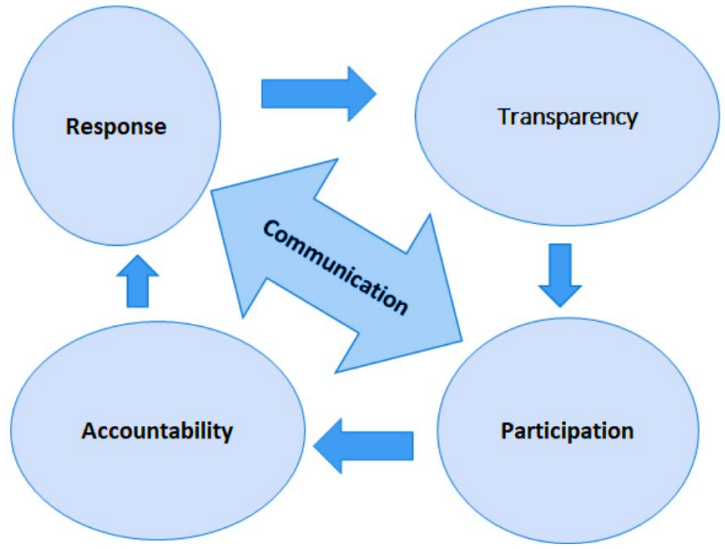 Response
Transparency
Communication
Accountability
Participation